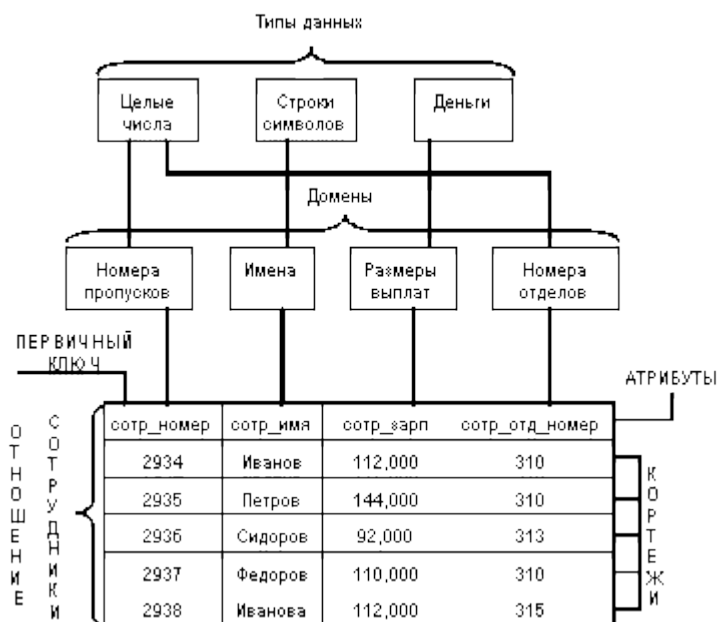 Типы данных
Целые числа
Строки символов
Деньги
Домены
Номера пропусков
Имена
Размеры выплат
Номера отделов
ПЕРВИЧНЫЙ КЛЮЧ
АТРИБУТЫ
ОТНОШЕНИЕ
СОТРУДНИКИ
сотр_номер сотр_имя сотр_зарп сотр_отд_номер
2934 Иванов 112,000 310
2935 Петров 144,000 310
2936 Сидоров 92,000 313
2937 Федоров 110,000 310
2938 Иванова 112,000 315
КОРТЕЖИ